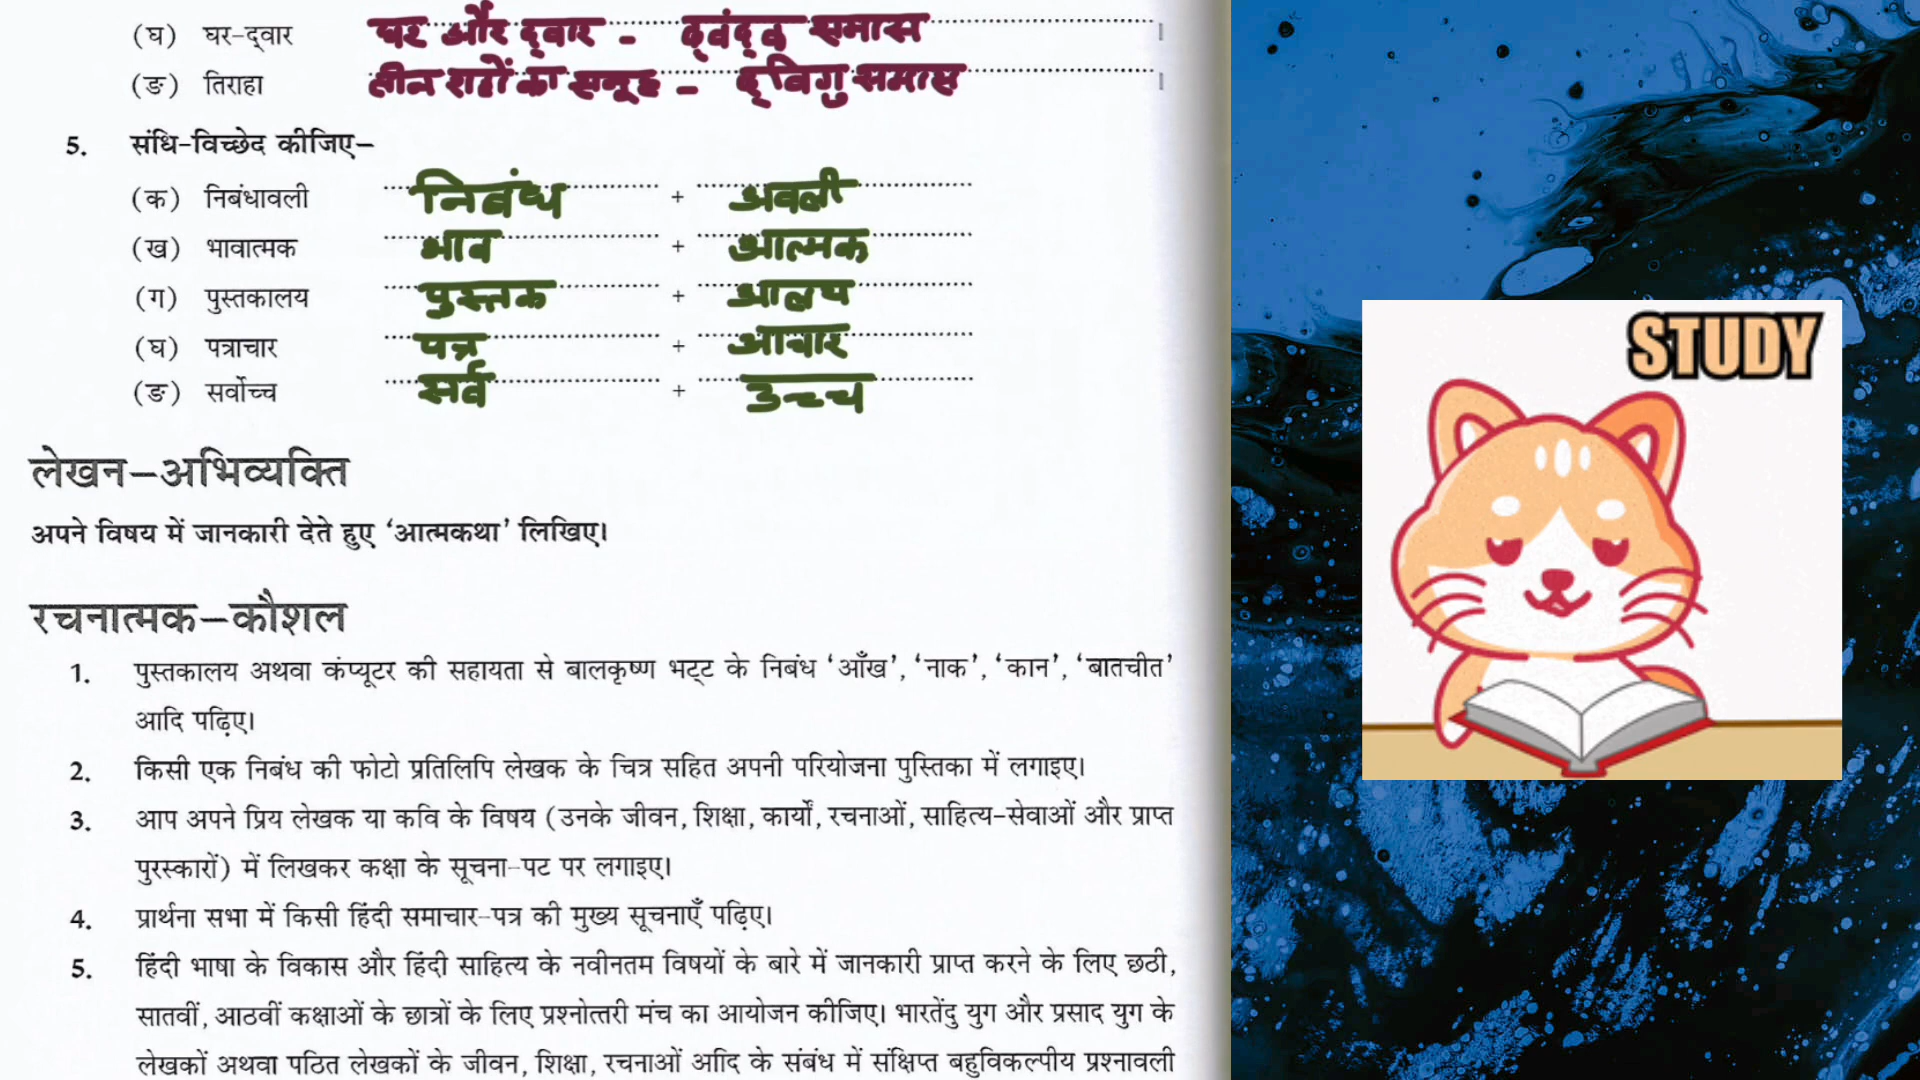 (घ) घर-द्वार घर और द्वार - द्वंद्व समास ।
(ङ) तिराहा तीन राहों का समूह - द्विगु समास ।
5. संधि-विच्छेद कीजिए–
(क) निबंधावली निबंध + अवली
(ख) भावात्मक भाव + आत्मक
(ग) पुस्तकालय पुस्तक + आलय
(घ) पत्राचार पत्र + आचार
(ङ) सर्वोच्च सर्व + उच्च
लेखन–अभिव्यक्ति
अपने विषय में जानकारी देते हुए ‘आत्मकथा’ लिखिए।
रचनात्मक–कौशल
1. पुस्तकालय अथवा कंप्यूटर की सहायता से बालकृष्ण भट्ट के निबंध ‘आँख’, ‘नाक’, ‘कान’, ‘बातचीत’
आदि पढ़िए।
2. किसी एक निबंध की फोटो प्रतिलिपि लेखक के चित्र सहित अपनी परियोजना पुस्तिका में लगाइए।
3. आप अपने प्रिय लेखक या कवि के विषय (उनके जीवन, शिक्षा, कार्यों, रचनाओं, साहित्य-सेवाओं और प्राप्त
पुरस्कारों) में लिखकर कक्षा के सूचना-पट पर लगाइए।
4. प्रार्थना सभा में किसी हिंदी समाचार-पत्र की मुख्य सूचनाएँ पढ़िए।
5. हिंदी भाषा के विकास और हिंदी साहित्य के नवीनतम विषयों के बारे में जानकारी प्राप्त करने के लिए छठी,
सातवीं, आठवीं कक्षाओं के छात्रों के लिए प्रश्नोत्तरी मंच का आयोजन कीजिए। भारतेंदु युग और प्रसाद युग के
लेखकों अथवा पठित लेखकों के जीवन, शिक्षा, रचनाओं आदि के संबंध में संक्षिप्त बहुविकल्पीय प्रश्नावली
STUDY